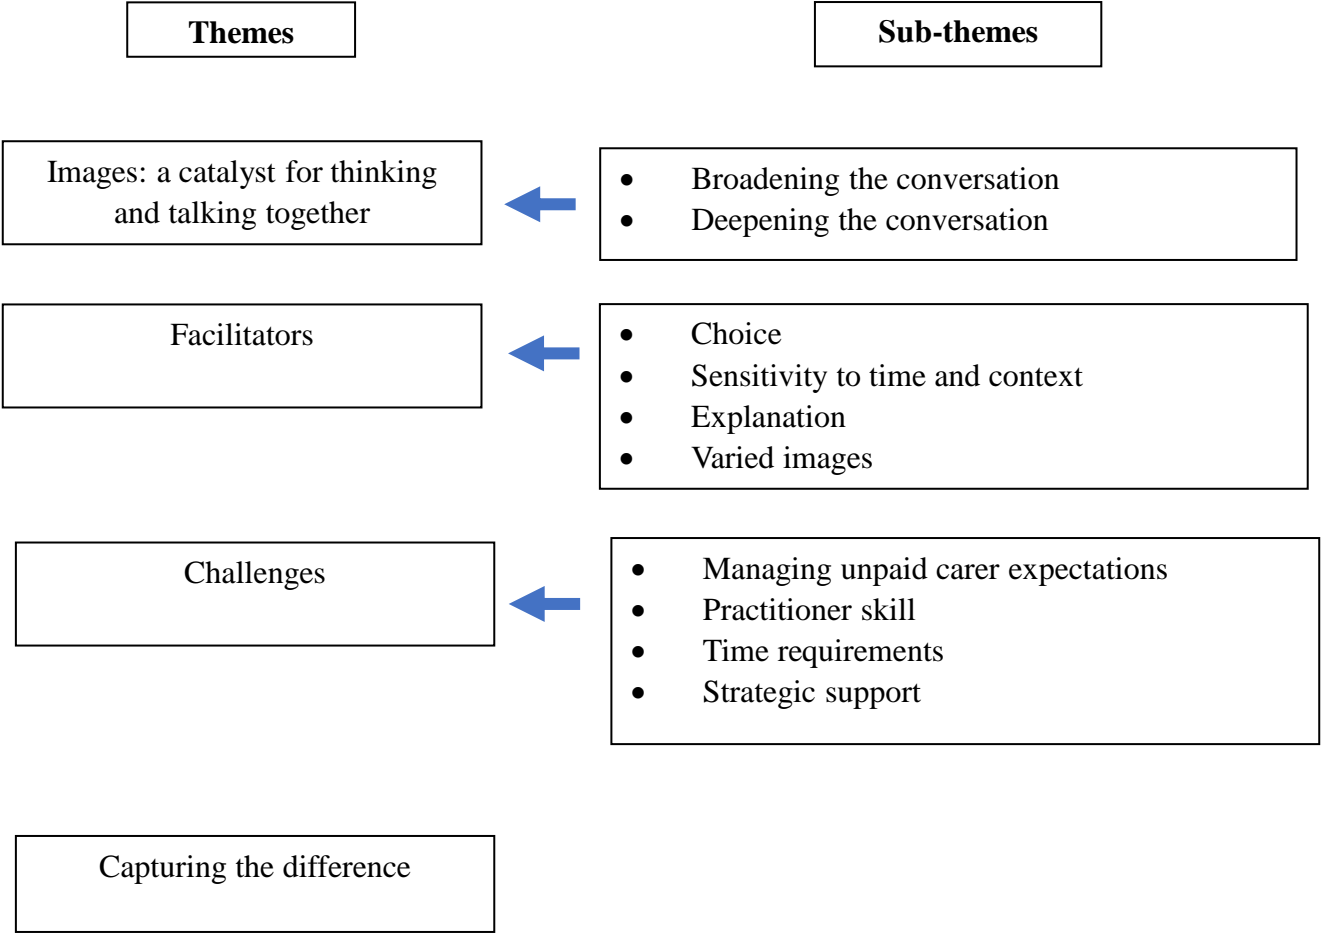 Themes
Sub-themes
Images: a catalyst for thinking
and talking together
• Broadening the conversation
• Deepening the conversation
Facilitators
• Choice
• Sensitivity to time and context
• Explanation
• Varied images
Challenges
• Managing unpaid carer expectations
• Practitioner skill
• Time requirements
• Strategic support
Capturing the difference